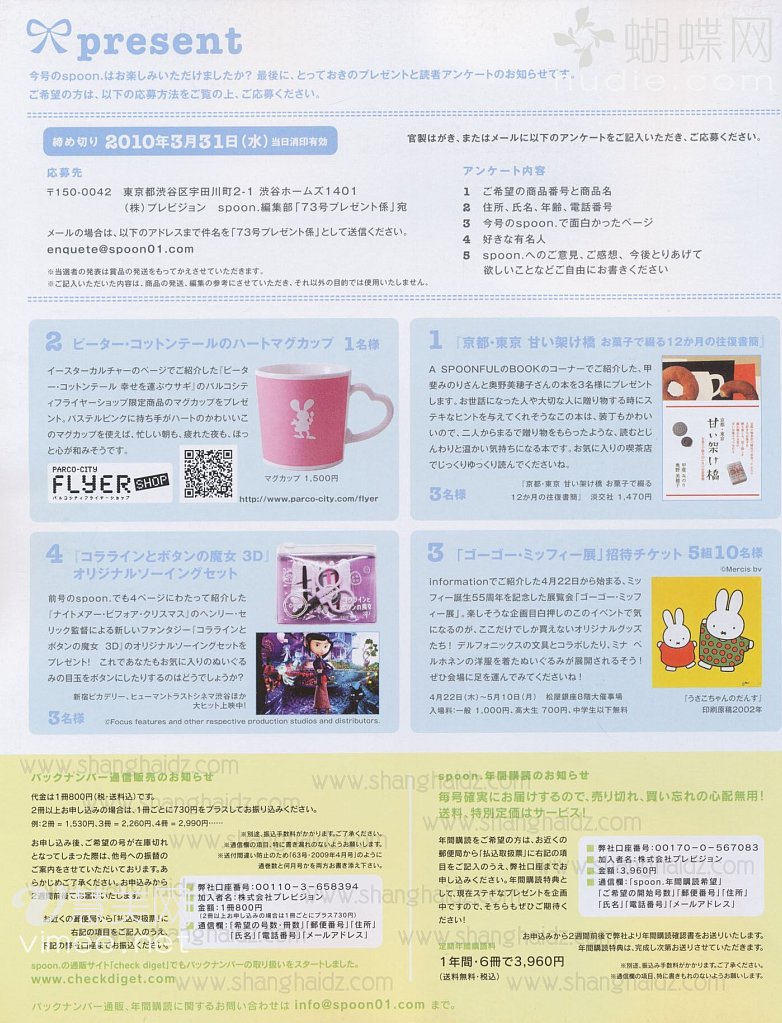 present
今号のspoon.はお楽しみいただけましたか? 最後に、とっておきのプレゼントと読者アンケートのお知らせです。
ご希望の方は、以下の応募方法をご覧の上、ご応募ください。
蝴蝶网
締め切り 2010年3月31日(水) 当日消印有効
官製はがき、またはメールに以下のアンケートをご記入いただき、ご応募ください。
応募先
〒150-0042 東京都渋谷区宇田川町2-1 渋谷ホームズ1401
(株)プレビジョン spoon.編集部「73号プレゼント係」宛
メールの場合は、以下のアドレスまで件名を「73号プレゼント係」として送信ください。
enquete@spoon01.com
※当選者の発表は賞品の発送をもってかえさせていただきます。
※ご記入いただいた内容は、商品の発送、編集の参考にさせていただき、それ以外の目的では使用いたしません。
アンケート内容
1 ご希望の商品番号と商品名
2 住所、氏名、年齢、電話番号
3 今号のspoon.で面白かったページ
4 好きな有名人
5 spoon.へのご意見、ご感想、今後とりあげて
欲しいことなどご自由にお書きください
2 ピーター・コットンテールのハートマグカップ 1名様
イースターカルチャーのページでご紹介した『ピータ
ー・コットンテール 幸せを運ぶウサギ』のパルコシテ
ィフライヤーショップ限定商品のマグカップをプレゼ
ント。パステルピンクに持ち手がハートのかわいいこ
のマグカップを使えば、忙しい朝も、疲れた夜も、ほっ
と心が和みそうです。
PARCO-CITY
FLYER SHOP
パルコシティフライヤーショップ
マグカップ 1,500円
http://www.parco-city.com/flyer
1 『京都・東京 甘い架け橋 お菓子で綴る12か月の往復書簡』
A SPOONFULのBOOKのコーナーでご紹介した、甲
斐みのりさんと奥野美穂子さんの本を3名様にプレゼント
します。お世話になった人や大切な人に贈り物する時にス
テキなヒントを与えてくれそうなこの本は、装丁もかわい
いので、二人からまるで贈り物をもらったような、読むとじ
んわりと温かい気持ちになる本です。お気に入りの喫茶店
でじっくりゆっくり読んでくださいね。
3名様
『京都・東京 甘い架け橋 お菓子で綴る
12か月の往復書簡』 淡交社 1,470円
京都・東京
甘い架け橋
4 『コララインとボタンの魔女 3D』
オリジナルソーイングセット
前号のspoon.でも4ページにわたって紹介した
『ナイトメアー・ビフォア・クリスマス』のヘンリー・セ
リック監督による新しいファンタジー『コララインと
ボタンの魔女 3D』のオリジナルソーイングセットを
プレゼント! これであなたもお気に入りのぬいぐる
みの目玉をボタンにしたりするのはどうでしょうか?
新宿ピカデリー、ヒューマントラストシネマ渋谷ほか
大ヒット上映中!
3名様
©Focus features and other respective production studios and distributors.
3 「ゴーゴー・ミッフィー展」招待チケット 5組10名様
©Mercis bv
informationでご紹介した4月22日から始まる、ミッ
フィー誕生55周年を記念した展覧会「ゴーゴー・ミッフ
ィー展」。楽しそうな企画目白押しのこのイベントで気
になるのが、ここだけでしか買えないオリジナルグッズ
たち! デルフォニックスの文具とコラボしたり、ミナ ペ
ルホネンの洋服を着たぬいぐるみが展開されるそう!
ぜひ会場に足を運んでみてくださいね!
4月22日(木)〜5月10日(月) 松屋銀座8階大催事場
入場料:一般 1,000円、高大生 700円、中学生以下無料
『うさこちゃんのだんす』
印刷原稿2002年
バックナンバー通信販売のお知らせ
代金は1冊800円(税・送料込)です。
2冊以上お申し込みの場合は、1冊ごとに730円をプラスしてお振り込みください。
例:2冊=1,530円、3冊=2,260円、4冊=2,990円……
お申し込み後、ご希望の号が在庫切れ
となってしまった際は、他号への振替の
ご案内をさせていただいております。あ
らかじめご了承ください。お申込みから
2週間前後でお届いたします。
お近くの郵便局から「払込取扱票」に
右記の項目をご記入のうえ、
下記の弊社口座までお振込ください。
※別途、振込手数料がかかります。ご了承ください。
※通信欄の項目、特に書き漏れのないようお願いします。
※送付間違い防止のため「63号・2009年4月号」のように
通巻数と何月号かを両方お書き添え下さい。
弊社口座番号:00110-3-658394
加入者名:株式会社プレビジョン
金額:1冊800円
(2冊以上お申し込みの場合は1冊ごとにプラス730円)
通信欄:「希望の号数・冊数」「郵便番号」「住所」
「氏名」「電話番号」「メールアドレス」
spoon.の通販サイト「check diget」でもバックナンバーの取り扱いをスタートしました。
www.checkdiget.com
spoon.年間購読のお知らせ
毎号確実にお届けするので、売り切れ、買い忘れの心配無用!
送料、特別定価はサービス!
年間購読をご希望の方は、お近くの
郵便局から「払込取扱票」に右記の項
目をご記入のうえ、弊社口座までお
申し込みください。年間購読特典と
して、現在ステキなプレゼントを企画
中ですので、そちらもぜひご期待くだ
さい!
弊社口座番号:00170-0-567083
加入者名:株式会社プレビジョン
金額:3,960円
通信欄:「spoon.年間購読希望」
「ご希望の開始号数」「郵便番号」「住所」
「氏名」「電話番号」「メールアドレス」
定期年間購読料
1年間・6冊で3,960円
(送料無料・税込)
お申込みから2週間前後で弊社より年間購読確認書をお送りいたします。
年間購読特典は、完成し次第お送りさせていただきます。
※別途、振込み手数料がかかります。ご了承ください。
※通信欄の項目、特に書きもれのないようお願いします。
バックナンバー通販、年間購読に関するお問い合わせは info@spoon01.com まで。
www.shanghaidz.com